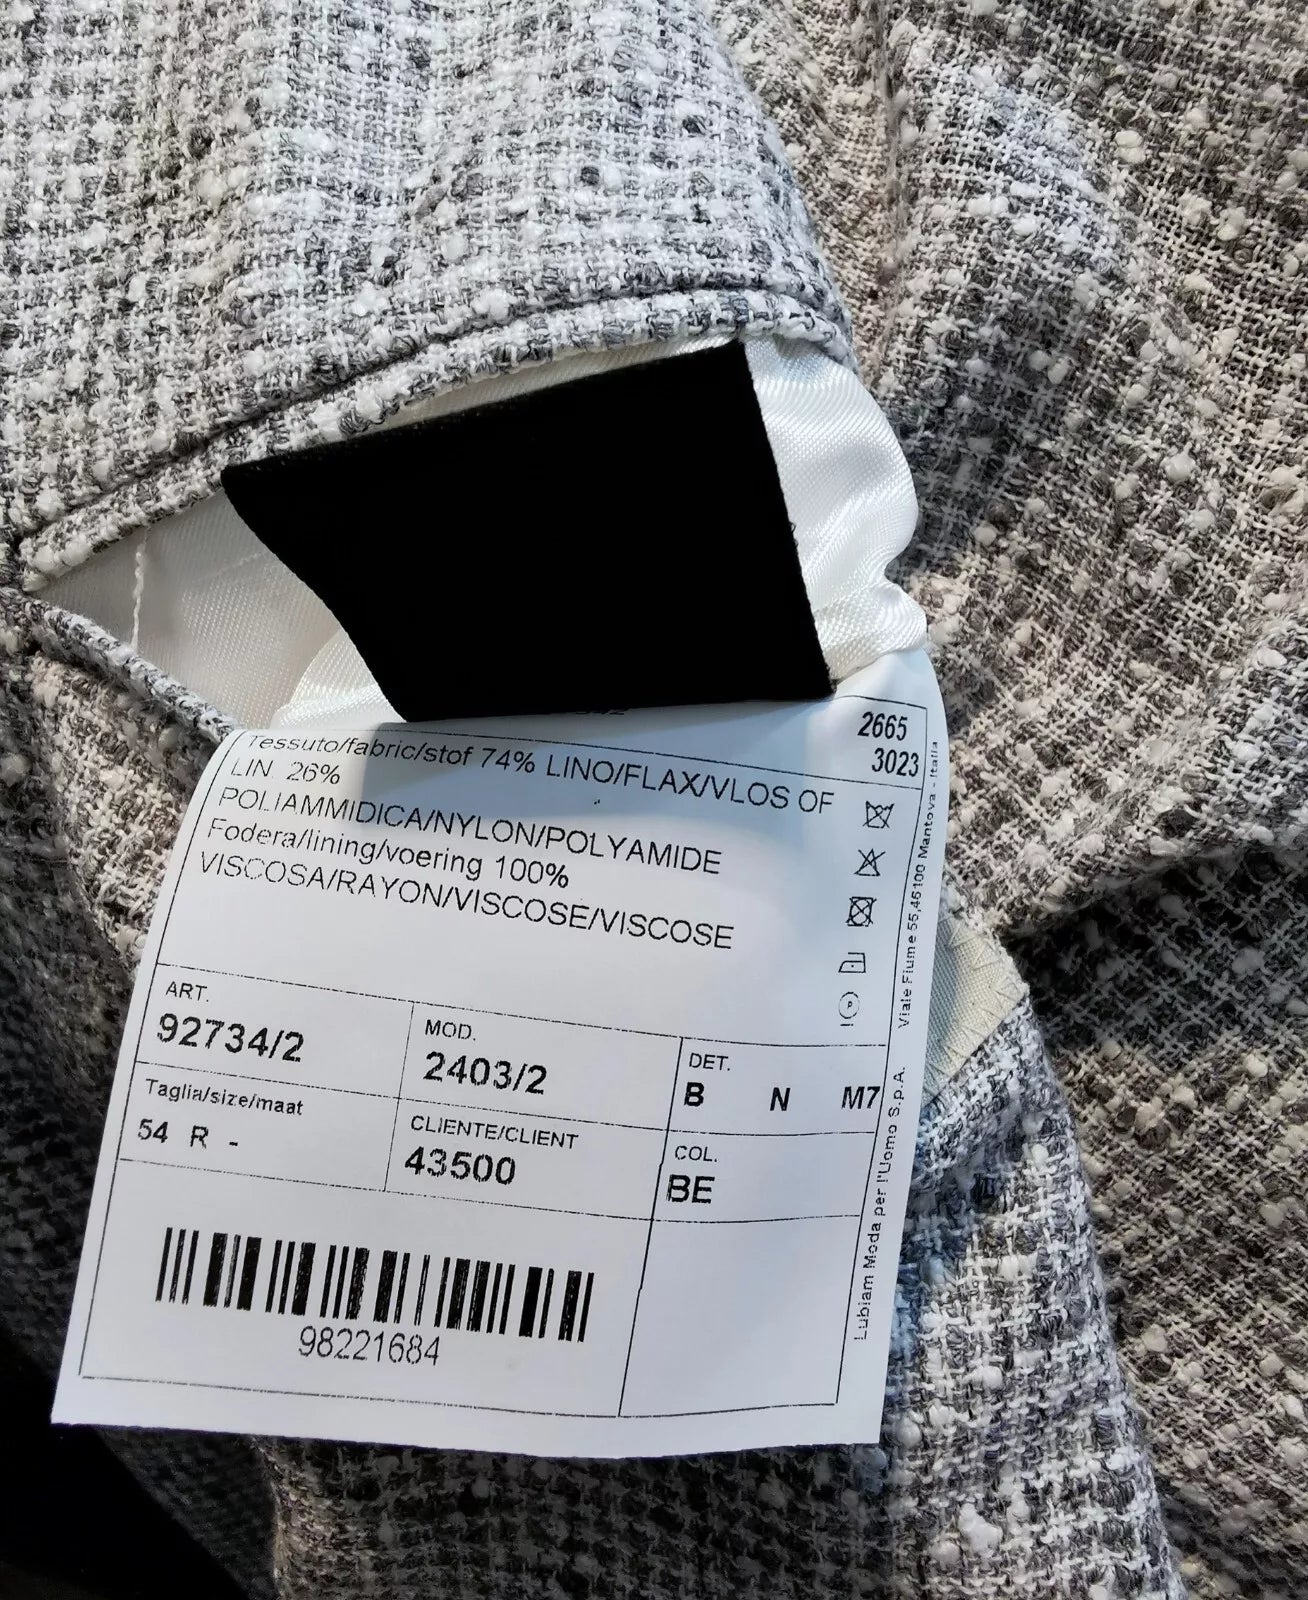 2665
3023
Tessuto/fabric/stof 74% LINO/FLAX/VLOS OF
LIN 26%
POLIAMMIDICA/NYLON/POLYAMIDE
Fodera/lining/voering 100%
VISCOSA/RAYON/VISCOSE/VISCOSE
ART.
92734/2
MOD.
2403/2
DET.
B N M7
Taglia/size/maat
54 R -
CLIENTE/CLIENT
43500
COL.
BE
98221684
Lubiam Moda per l'Uomo S.p.A. Viale Fiume 55,46100 Mantova - Italia